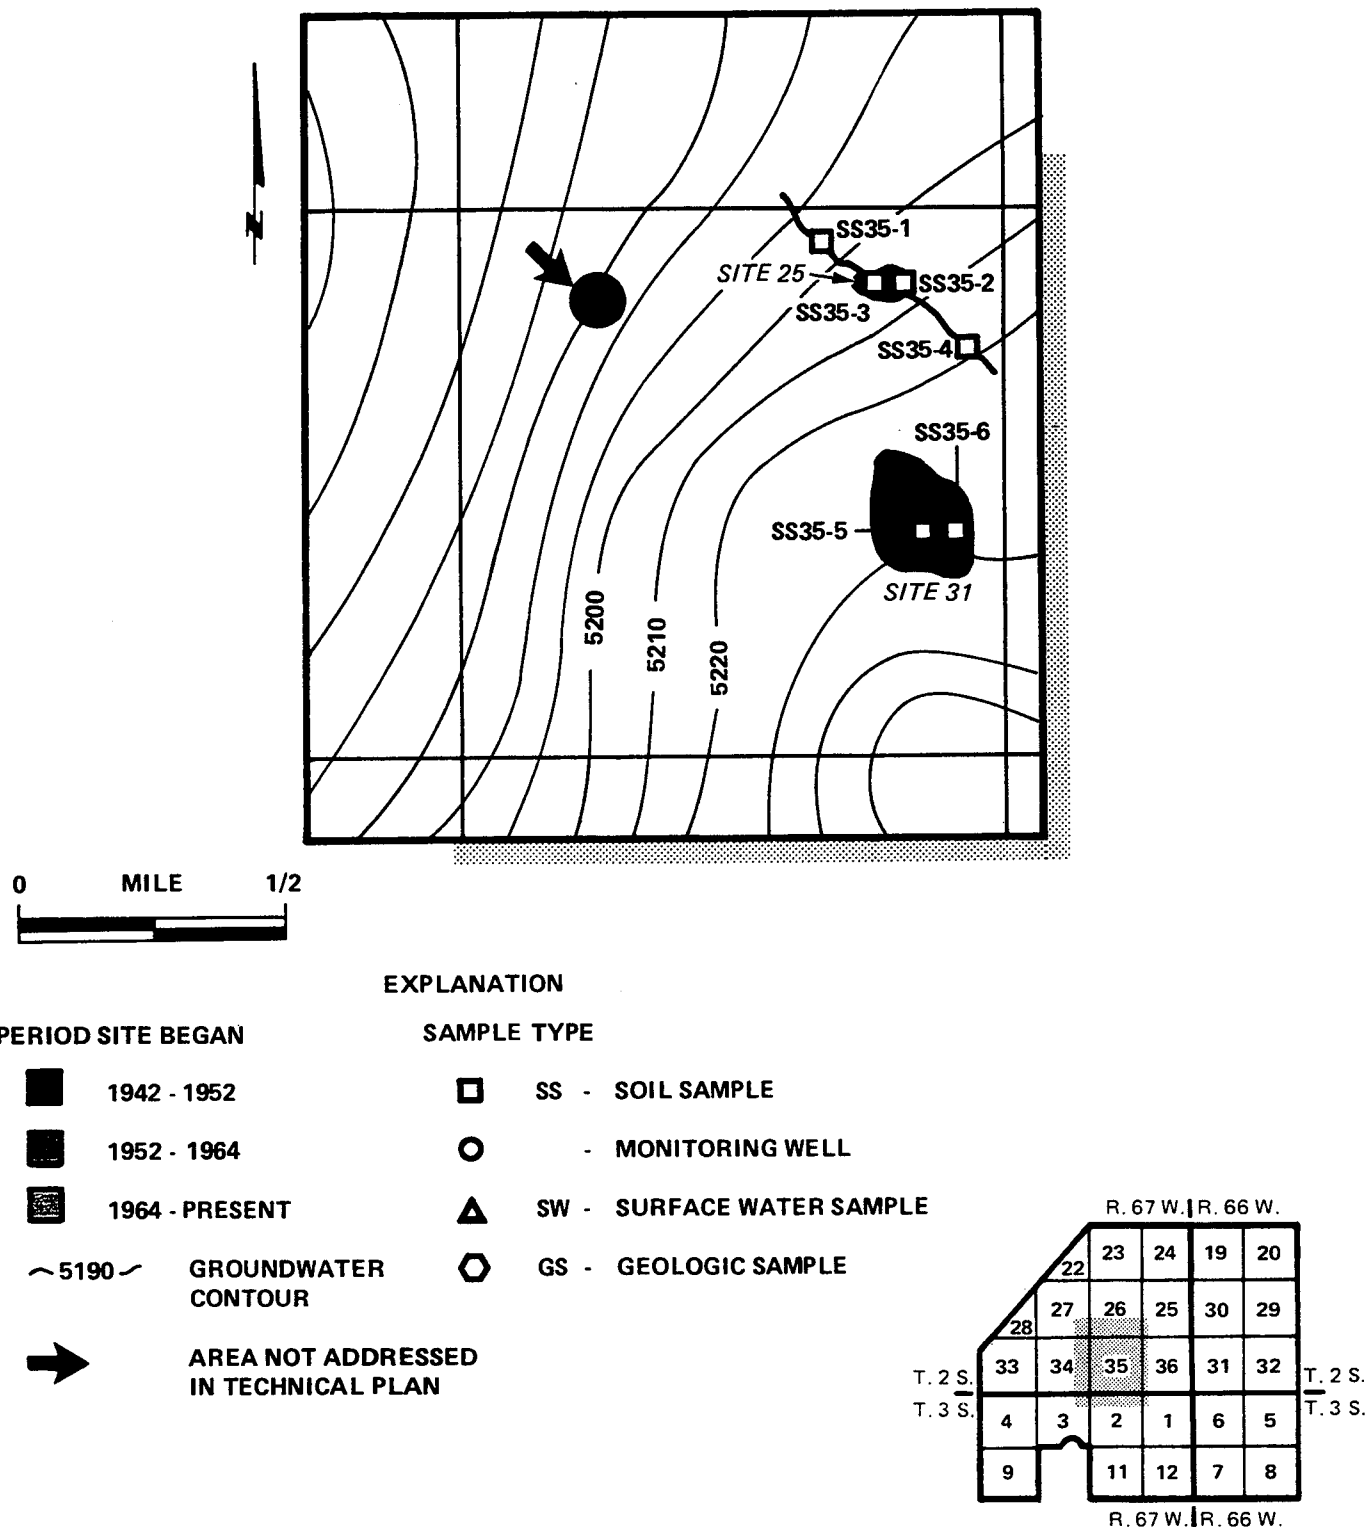 N
SS35-1
SITE 25
SS35-2
SS35-3
SS35-4
SS35-6
SS35-5
SITE 31
5200
5210
5220
0 MILE 1/2
EXPLANATION
PERIOD SITE BEGAN
1942 - 1952
1952 - 1964
1964 - PRESENT
5190
GROUNDWATER
CONTOUR
AREA NOT ADDRESSED
IN TECHNICAL PLAN
SAMPLE TYPE
SS - SOIL SAMPLE
- MONITORING WELL
SW - SURFACE WATER SAMPLE
GS - GEOLOGIC SAMPLE
R. 67 W. R. 66 W.
22 23 24 19 20
28 27 26 25 30 29
33 34 35 36 31 32
T. 2 S. T. 2 S.
T. 3 S. T. 3 S.
4 3 2 1 6 5
9 11 12 7 8
R. 67 W. R. 66 W.